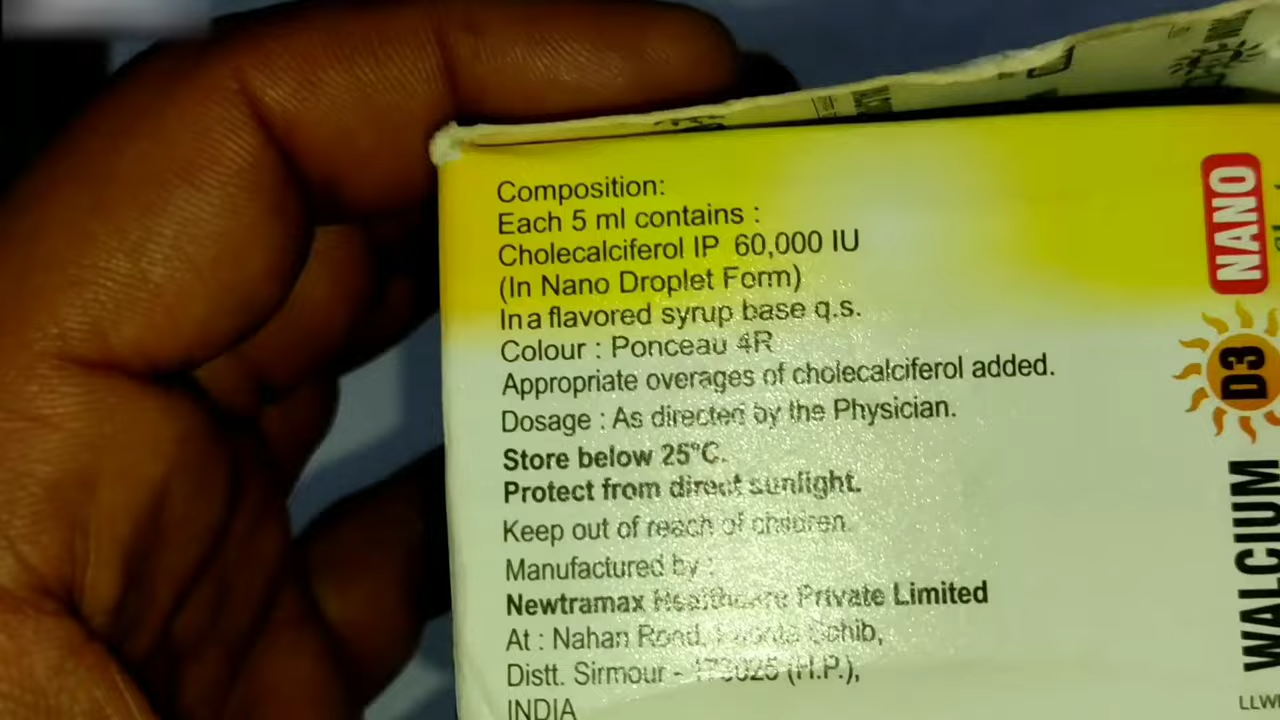 Composition:
Each 5 ml contains :
Cholecalciferol IP 60,000 IU
(In Nano Droplet Form)
In a flavored syrup base q.s.
Colour : Ponceau 4R
Appropriate overages of cholecalciferol added.
Dosage : As directed by the Physician.
Store below 25°C.
Protect from direct sunlight.
Keep out of reach of children.
Manufactured by :
Newtramax Healthcare Private Limited
At : Nahan Road, Sahib,
Distt. Sirmour - (H.P.),
INDIA
WALCIUM D3 NANO